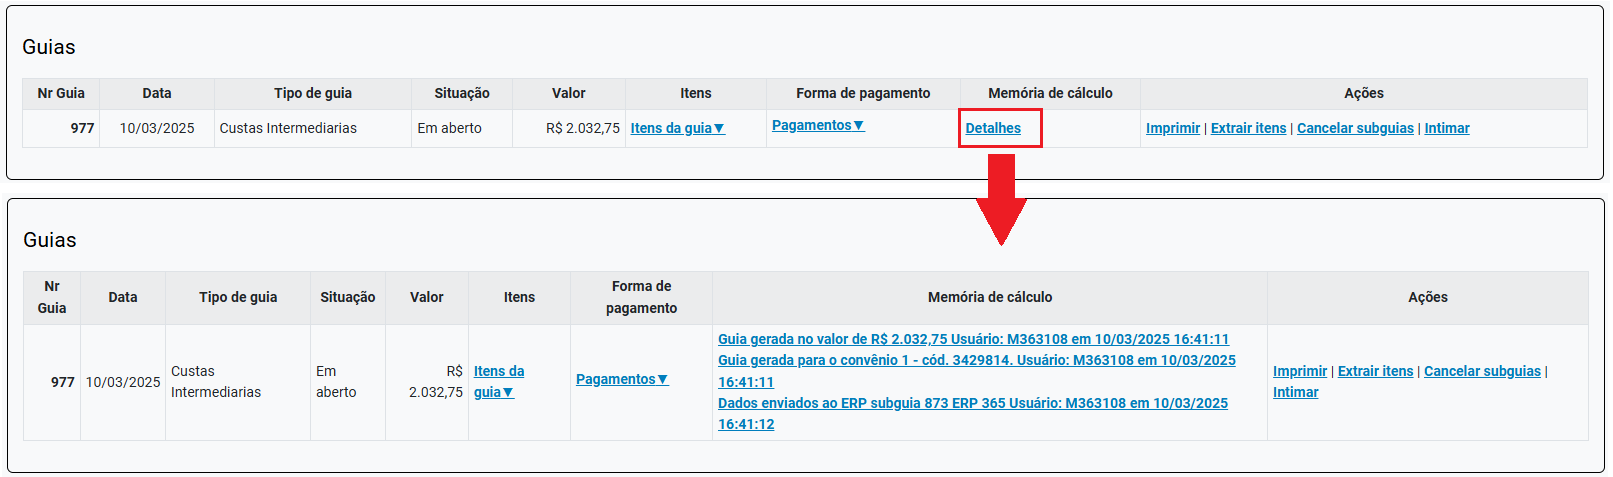 Guias
Nr Guia Data Tipo de guia Situação Valor Itens Forma de pagamento Memória de cálculo Ações
977 10/03/2025 Custas Intermediarias Em aberto R$ 2.032,75 Itens da guia▼ Pagamentos▼ Detalhes Imprimir | Extrair itens | Cancelar subguias | Intimar
Guias
Nr
Guia
Data
Tipo de guia
Situação
Valor
Itens
Forma de
pagamento
Memória de cálculo
Ações
977
10/03/2025
Custas
Intermediarias
Em
aberto
R$
2.032,75
Itens da
guia▼
Pagamentos▼
Guia gerada no valor de R$ 2.032,75 Usuário: M363108 em 10/03/2025 16:41:11
Guia gerada para o convênio 1 - cód. 3429814. Usuário: M363108 em 10/03/2025
16:41:11
Dados enviados ao ERP subguia 873 ERP 365 Usuário: M363108 em 10/03/2025
16:41:12
Imprimir | Extrair itens | Cancelar subguias |
Intimar